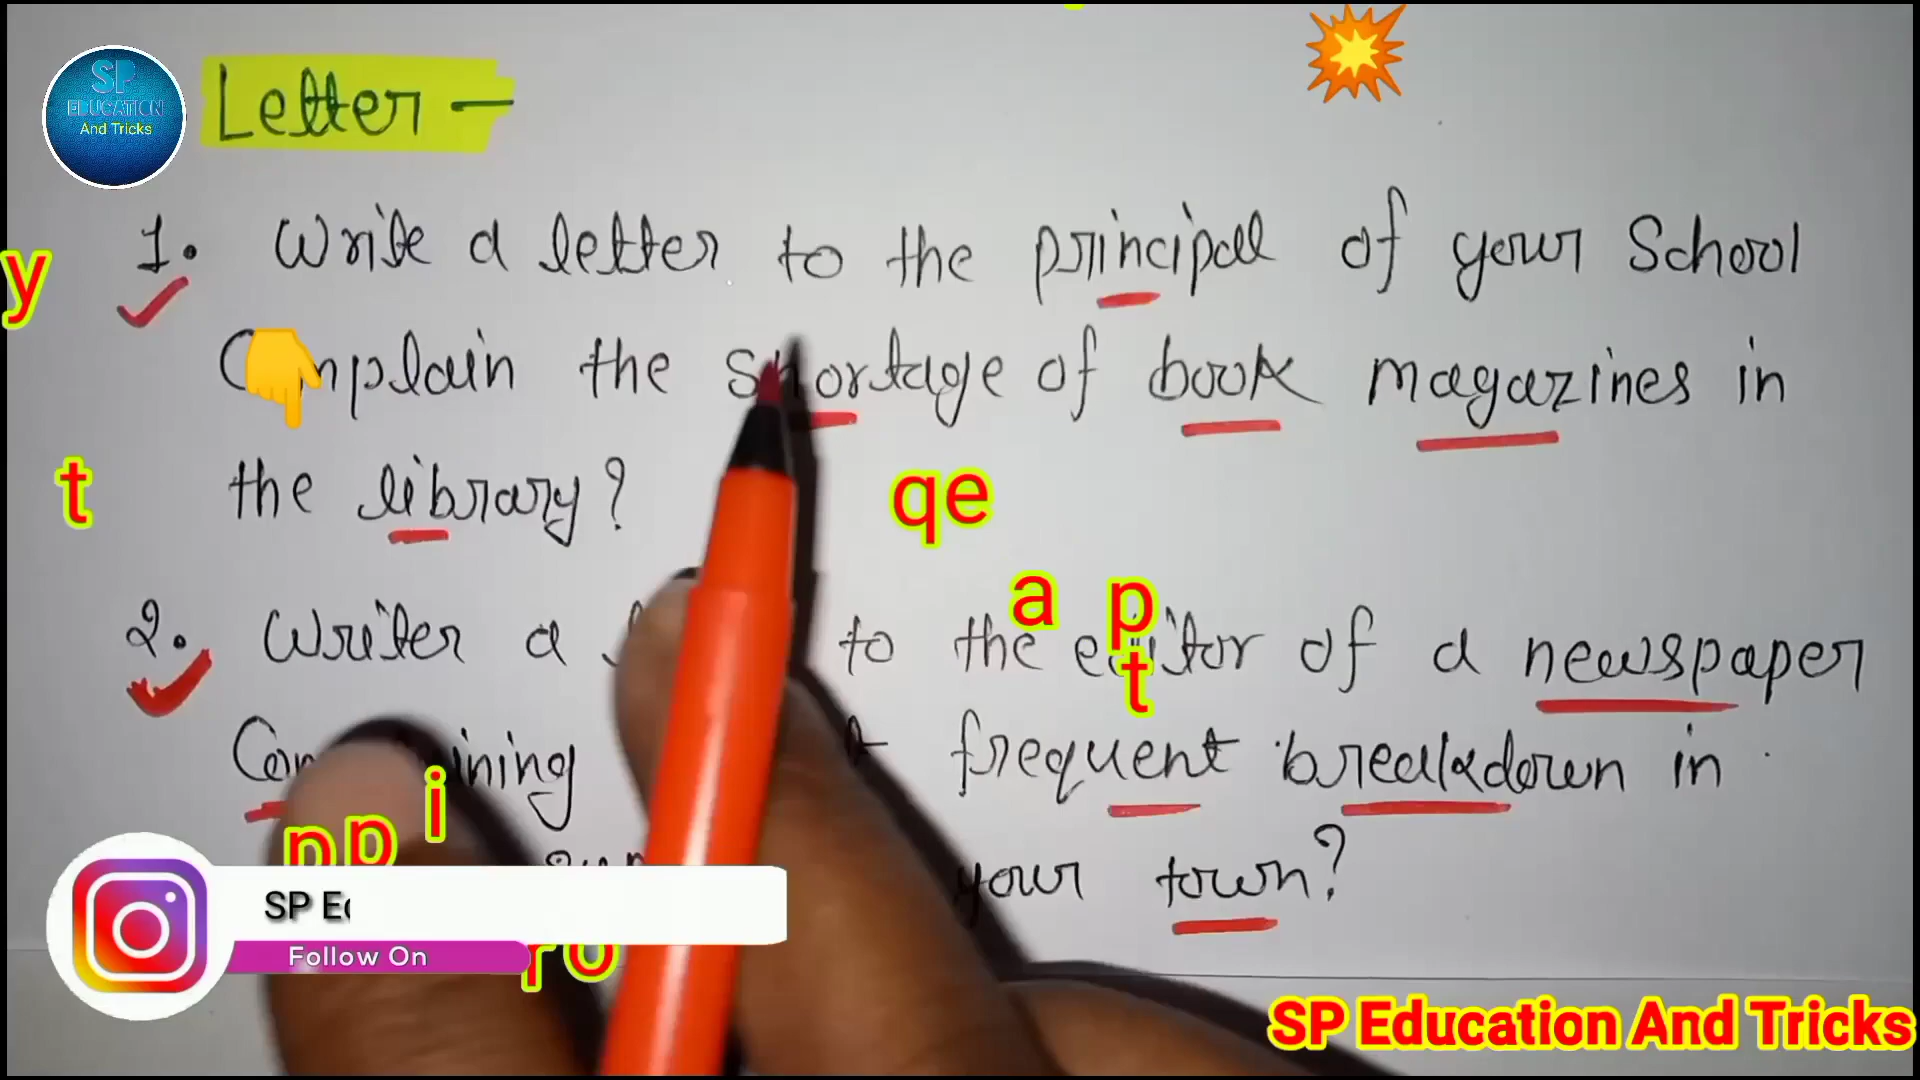 SP
EDUCATION
And Tricks
Letter -
1. Write a letter to the principal of your School
the shortage of book magazines in
the library?
2. Writer a to the editor of a newspaper
frequent breakdown in
your town?
y
t
qe
a p
t
i
p p
r o
SP Ed
Follow On
SP Education And Tricks